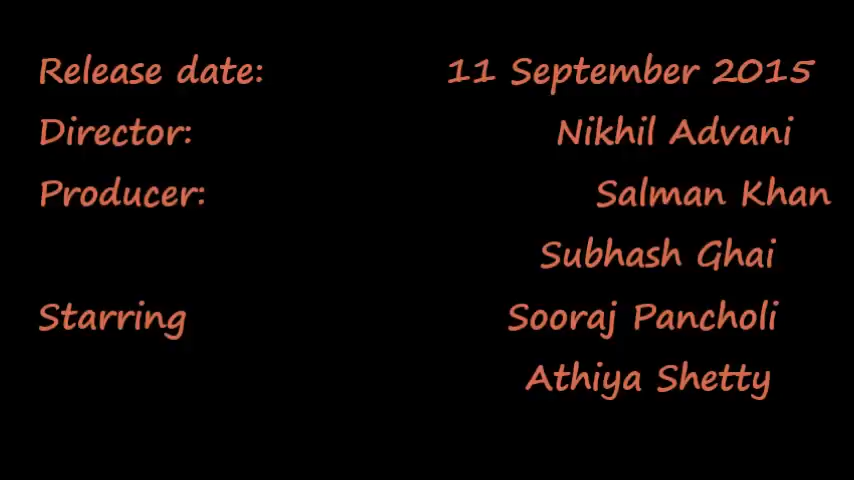 Release date: 11 September 2015
Director: Nikhil Advani
Producer: Salman Khan
Subhash Ghai
Starring Sooraj Pancholi
Athiya Shetty